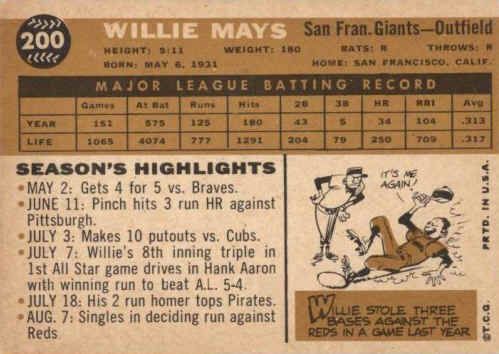 200
WILLIE MAYS San Fran. Giants—Outfield
HEIGHT: 5:11 WEIGHT: 180 BATS: R THROWS: R
BORN: MAY 6, 1931 HOME: SAN FRANCISCO, CALIF.
MAJOR LEAGUE BATTING RECORD
Games At Bat Runs Hits 2B 3B HR RBI Avg
YEAR 151 575 125 180 43 5 34 104 .313
LIFE 1065 4074 777 1291 204 79 250 709 .317
SEASON'S HIGHLIGHTS
• MAY 2: Gets 4 for 5 vs. Braves.
• JUNE 11: Pinch hits 3 run HR against
Pittsburgh.
• JULY 3: Makes 10 putouts vs. Cubs.
• JULY 7: Willie's 8th inning triple in
1st All Star game drives in Hank Aaron
with winning run to beat A.L. 5-4.
• JULY 18: His 2 run homer tops Pirates.
• AUG. 7: Singles in deciding run against
Reds
IT'S ME
AGAIN!
WILLIE STOLE THREE
BASES AGAINST THE
REDS IN A GAME LAST YEAR
©T.C.G. PRTD. IN U.S.A.